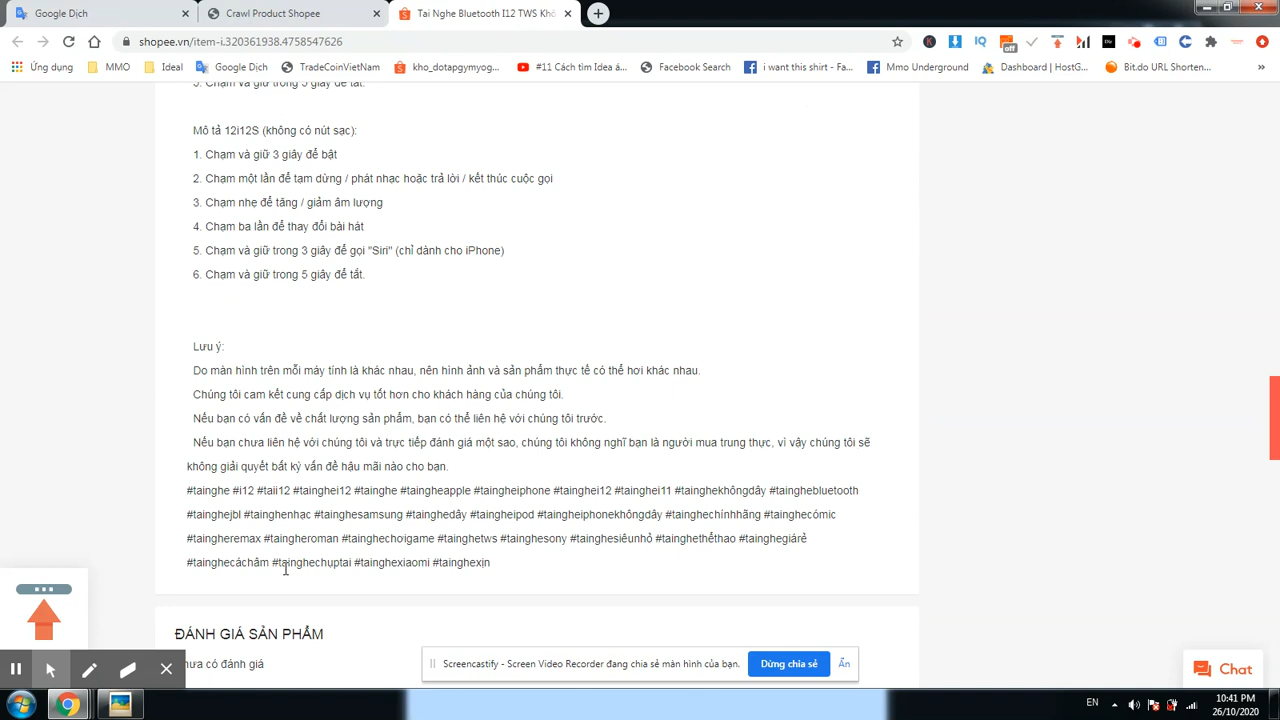 Google Dịch
Crawl Product Shopee
Tai Nghe Bluetooth I12 TWS Khô
shopee.vn/item-i.320361938.4758547626
off
Ứng dụng
MMO
Ideal
Google Dịch
TradeCoinVietNam
kho_dotapgymyog...
#11 Cách tìm Idea á...
Facebook Search
i want this shirt - Fa...
Mmo Underground
Dashboard | HostG...
Bit.do URL Shorten...
5. Chạm và giữ trong 5 giây để tắt.
Mô tả 12i12S (không có nút sạc):
1. Chạm và giữ 3 giây để bật
2. Chạm một lần để tạm dừng / phát nhạc hoặc trả lời / kết thúc cuộc gọi
3. Chạm nhẹ để tăng / giảm âm lượng
4. Chạm ba lần để thay đổi bài hát
5. Chạm và giữ trong 3 giây để gọi "Siri" (chỉ dành cho iPhone)
6. Chạm và giữ trong 5 giây để tắt.
Lưu ý:
Do màn hình trên mỗi máy tính là khác nhau, nên hình ảnh và sản phẩm thực tế có thể hơi khác nhau.
Chúng tôi cam kết cung cấp dịch vụ tốt hơn cho khách hàng của chúng tôi.
Nếu bạn có vấn đề về chất lượng sản phẩm, bạn có thể liên hệ với chúng tôi trước.
Nếu bạn chưa liên hệ với chúng tôi và trực tiếp đánh giá một sao, chúng tôi không nghĩ bạn là người mua trung thực, vì vậy chúng tôi sẽ
không giải quyết bất kỳ vấn đề hậu mãi nào cho bạn.
#tainghe #i12 #taii12 #tainghei12 #tainghe #taingheapple #taingheiphone #tainghei12 #tainghei11 #tainghekhôngdây #tainghebluetooth
#tainghejbl #tainghenhạc #tainghesamsung #tainghedây #taingheipod #taingheiphonekhôngdây #tainghechínhhãng #tainghecómic
#taingheremax #taingheroman #tainghechơigame #tainghetws #tainghesony #tainghesiêunhỏ #tainghethểthao #tainghegiárẻ
#tainghecảchâm #tainghechụptai #tainghexiaomi #tainghexịn
ĐÁNH GIÁ SẢN PHẨM
hưa có đánh giá
Screencastify - Screen Video Recorder đang chia sẻ màn hình của bạn.
Dừng chia sẻ
Ẩn
Chat
EN
10:41 PM
26/10/2020